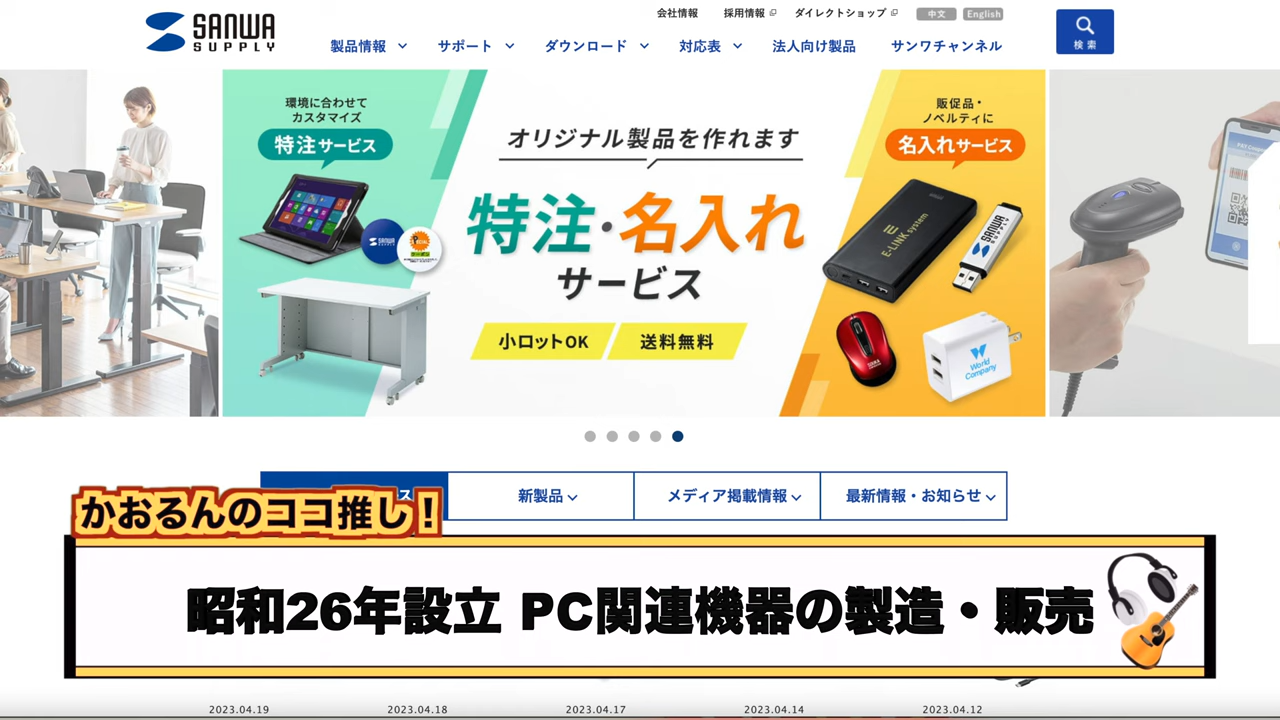 SANWA
SUPPLY
会社情報
採用情報
ダイレクトショップ
中文
English
製品情報
サポート
ダウンロード
対応表
法人向け製品
サンワチャンネル
検索
環境に合わせて
カスタマイズ
特注サービス
オリジナル製品を作れます
特注・名入れ
サービス
小ロットOK
送料無料
販促品・
ノベルティに
名入れサービス
SANWA
SUPPLY
E-LINK system
SANWA
SUPPLY
World
Company
新製品
メディア掲載情報
最新情報・お知らせ
かおるんのココ推し!
昭和26年設立 PC関連機器の製造・販売
2023.04.19
2023.04.18
2023.04.17
2023.04.14
2023.04.12